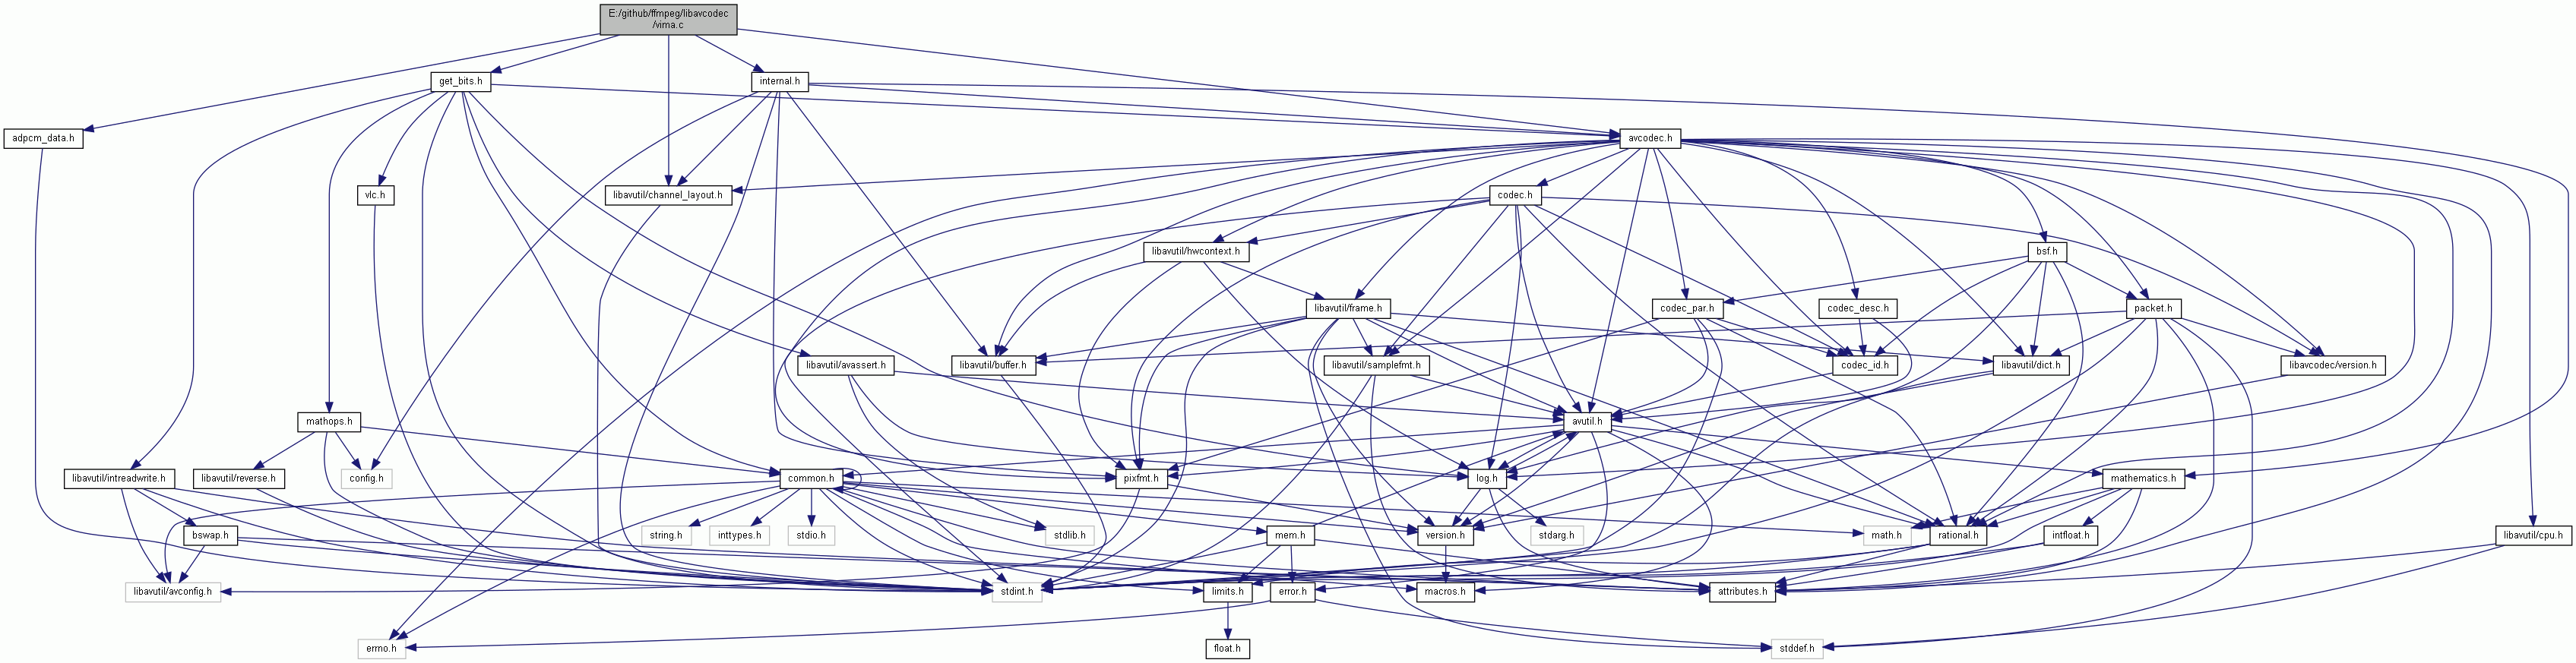 E:/github/ffmpeg/libavcodec
/vima.c
get_bits.h
internal.h
adpcm_data.h
avcodec.h
vlc.h
libavutil/channel_layout.h
codec.h
libavutil/hwcontext.h
bsf.h
libavutil/frame.h
codec_par.h
codec_desc.h
packet.h
libavutil/avassert.h
libavutil/buffer.h
libavutil/samplefmt.h
codec_id.h
libavutil/dict.h
libavcodec/version.h
mathops.h
avutil.h
libavutil/intreadwrite.h
libavutil/reverse.h
config.h
common.h
pixfmt.h
log.h
mathematics.h
bswap.h
string.h
inttypes.h
stdio.h
stdlib.h
mem.h
version.h
stdarg.h
math.h
rational.h
intfloat.h
libavutil/cpu.h
libavutil/avconfig.h
stdint.h
limits.h
error.h
macros.h
attributes.h
errno.h
float.h
stddef.h